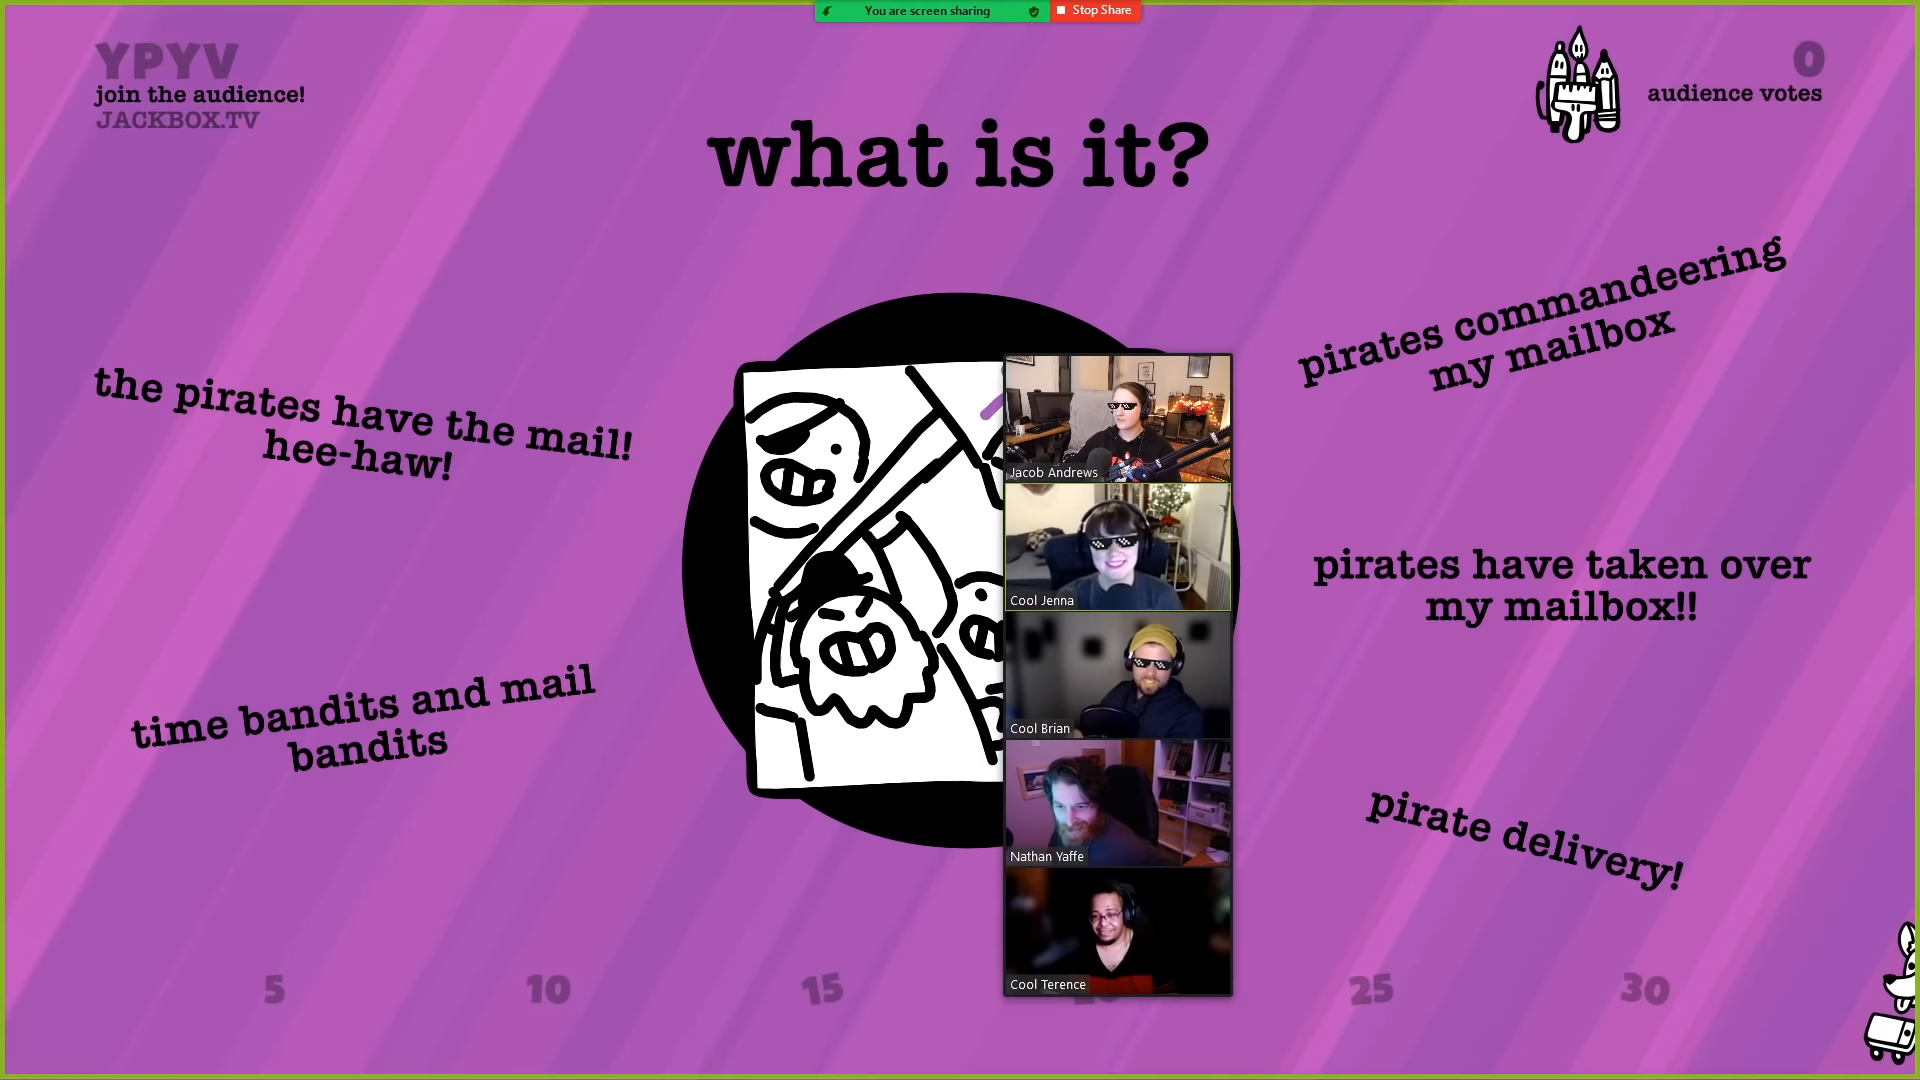 You are screen sharing
Stop Share
YPYV
join the audience!
JACKBOX.TV
0
audience votes
what is it?
the pirates have the mail!
hee-haw!
time bandits and mail
bandits
pirates commandeering
my mailbox
pirates have taken over
my mailbox!!
pirate delivery!
Jacob Andrews
Cool Jenna
Cool Brian
Nathan Yaffe
Cool Terence
5
10
15
25
30